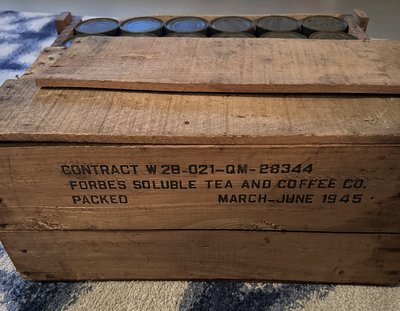 CONTRACT W 28-021-QM-28344
FORBES SOLUBLE TEA AND COFFEE CO.
PACKED MARCH-JUNE 1945